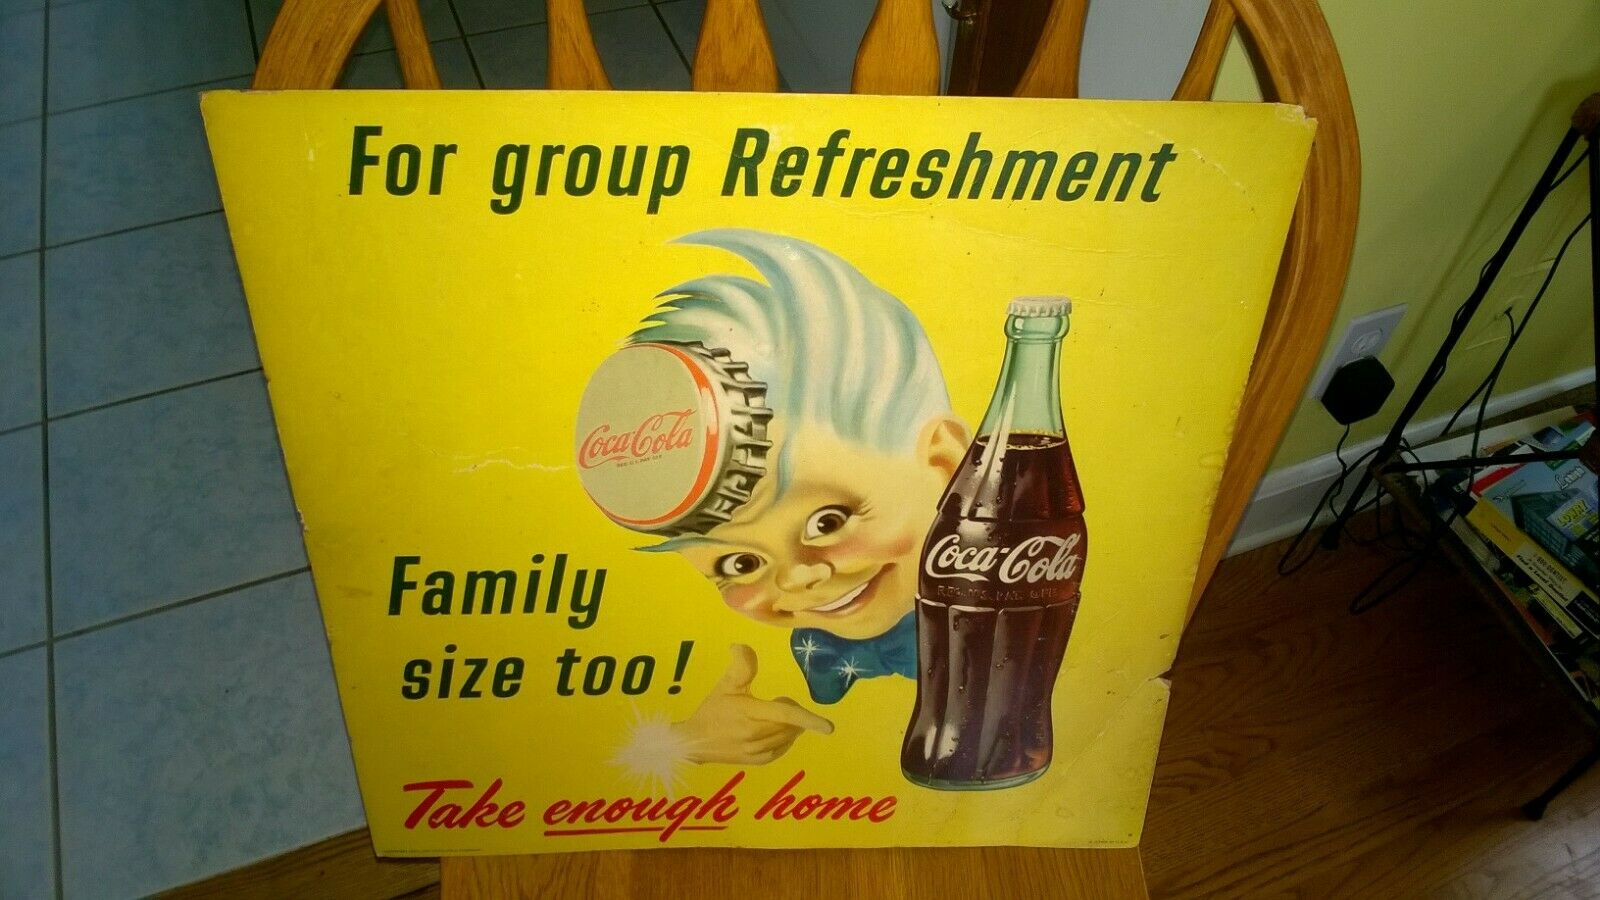 For group Refreshment
Coca-Cola
Coca-Cola
Family
size too!
Take enough home